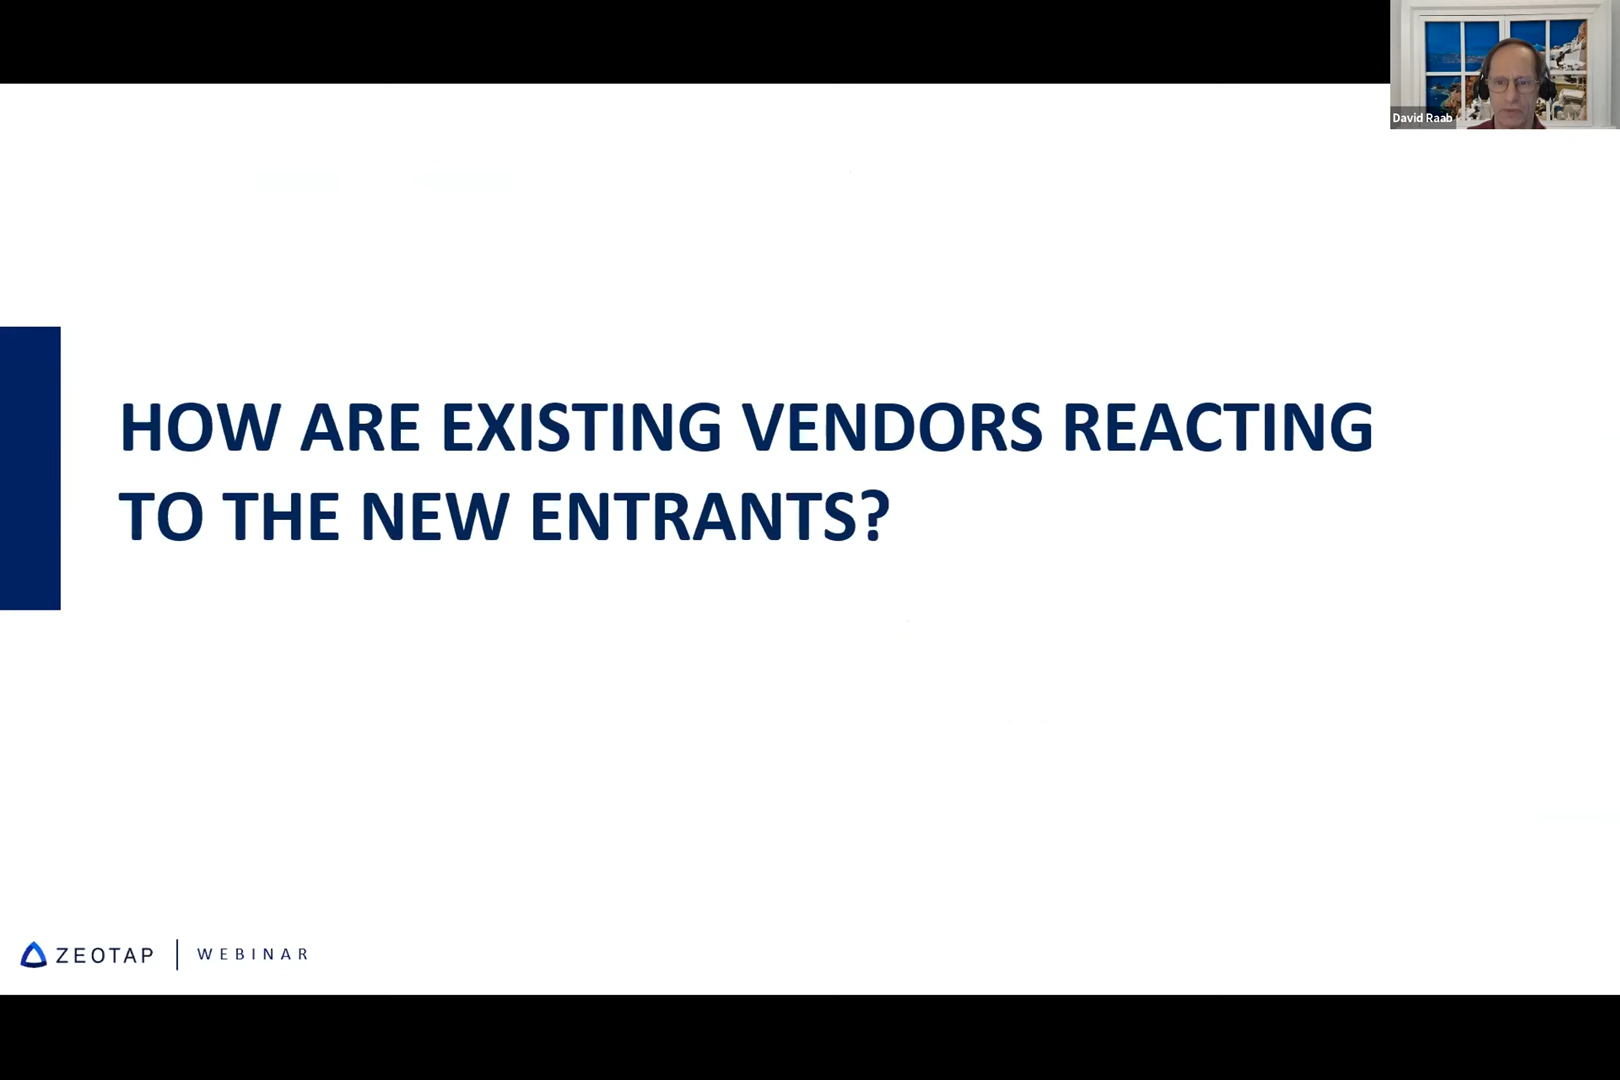 David Raab
HOW ARE EXISTING VENDORS REACTING
TO THE NEW ENTRANTS?
ZEOTAP | WEBINAR